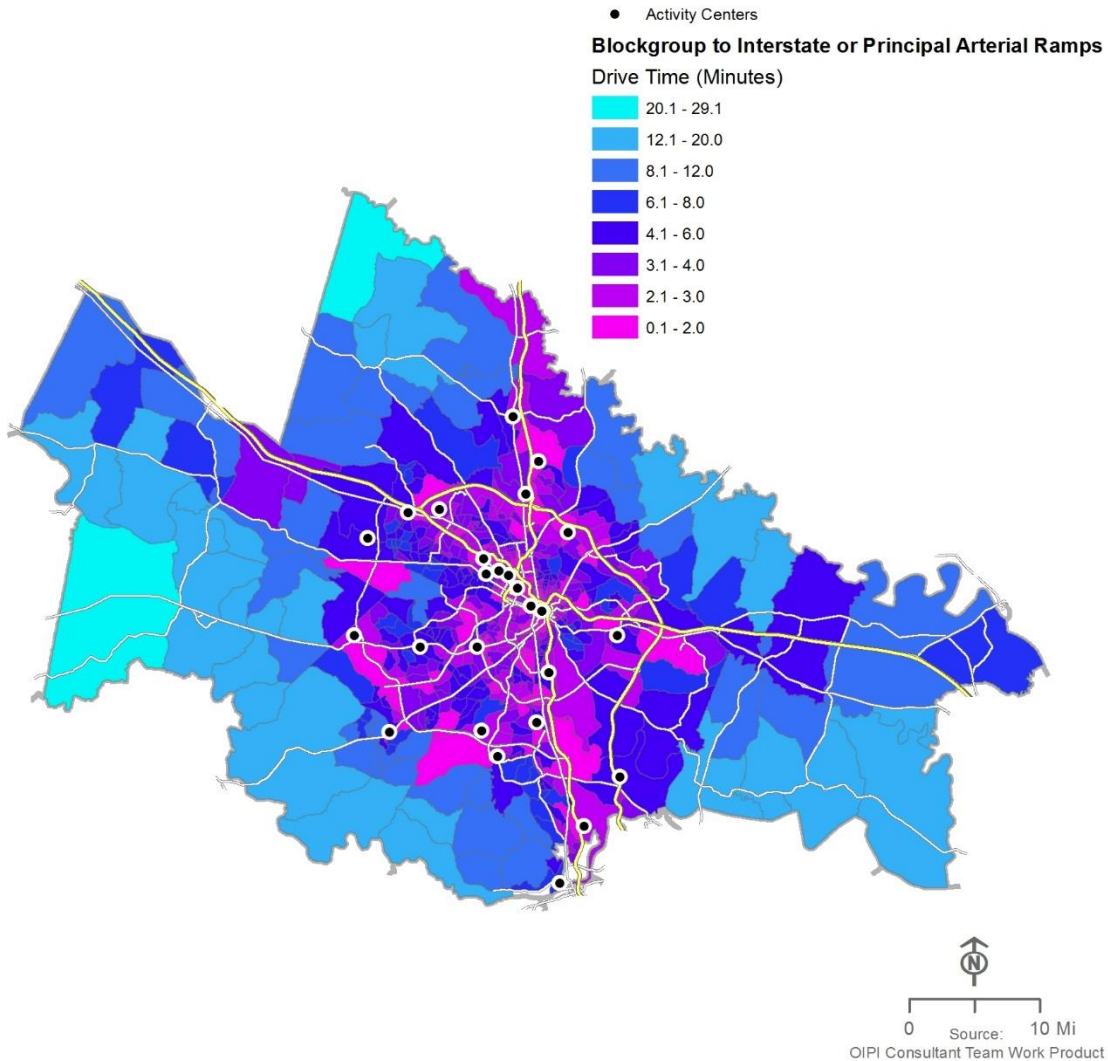 Activity Centers
Blockgroup to Interstate or Principal Arterial Ramps
Drive Time (Minutes)
20.1 - 29.1
12.1 - 20.0
8.1 - 12.0
6.1 - 8.0
4.1 - 6.0
3.1 - 4.0
2.1 - 3.0
0.1 - 2.0
N
0 10 Mi
Source:
OIPI Consultant Team Work Product